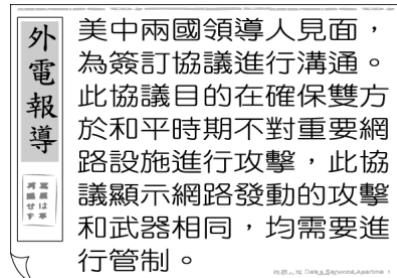 外電報導
美中兩國領導人見面，
為簽訂協議進行溝通。
此協議目的在確保雙方
於和平時期不對重要網
路設施進行攻擊，此協
議顯示網路發動的攻擊
和武器相同，均需要進
行管制。